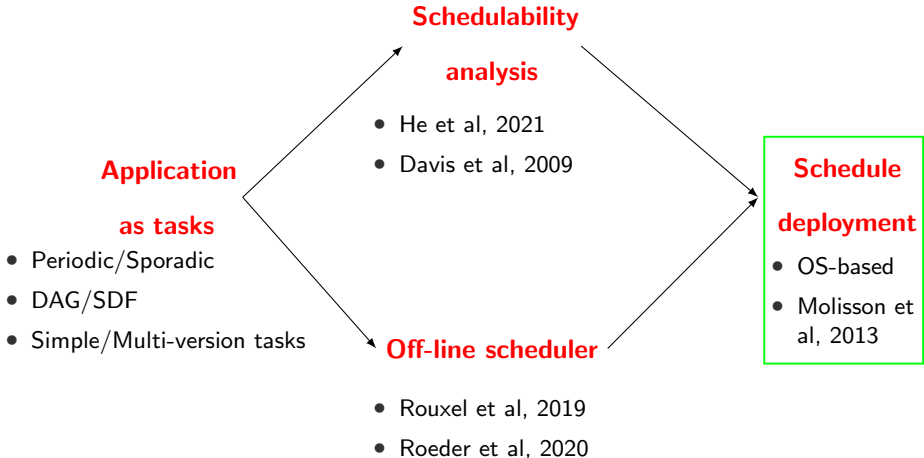 Schedulability
analysis
• He et al, 2021
• Davis et al, 2009
Application
as tasks
• Periodic/Sporadic
• DAG/SDF
• Simple/Multi-version tasks
Off-line scheduler
• Rouxel et al, 2019
• Roeder et al, 2020
Schedule
deployment
• OS-based
• Molisson et
al, 2013